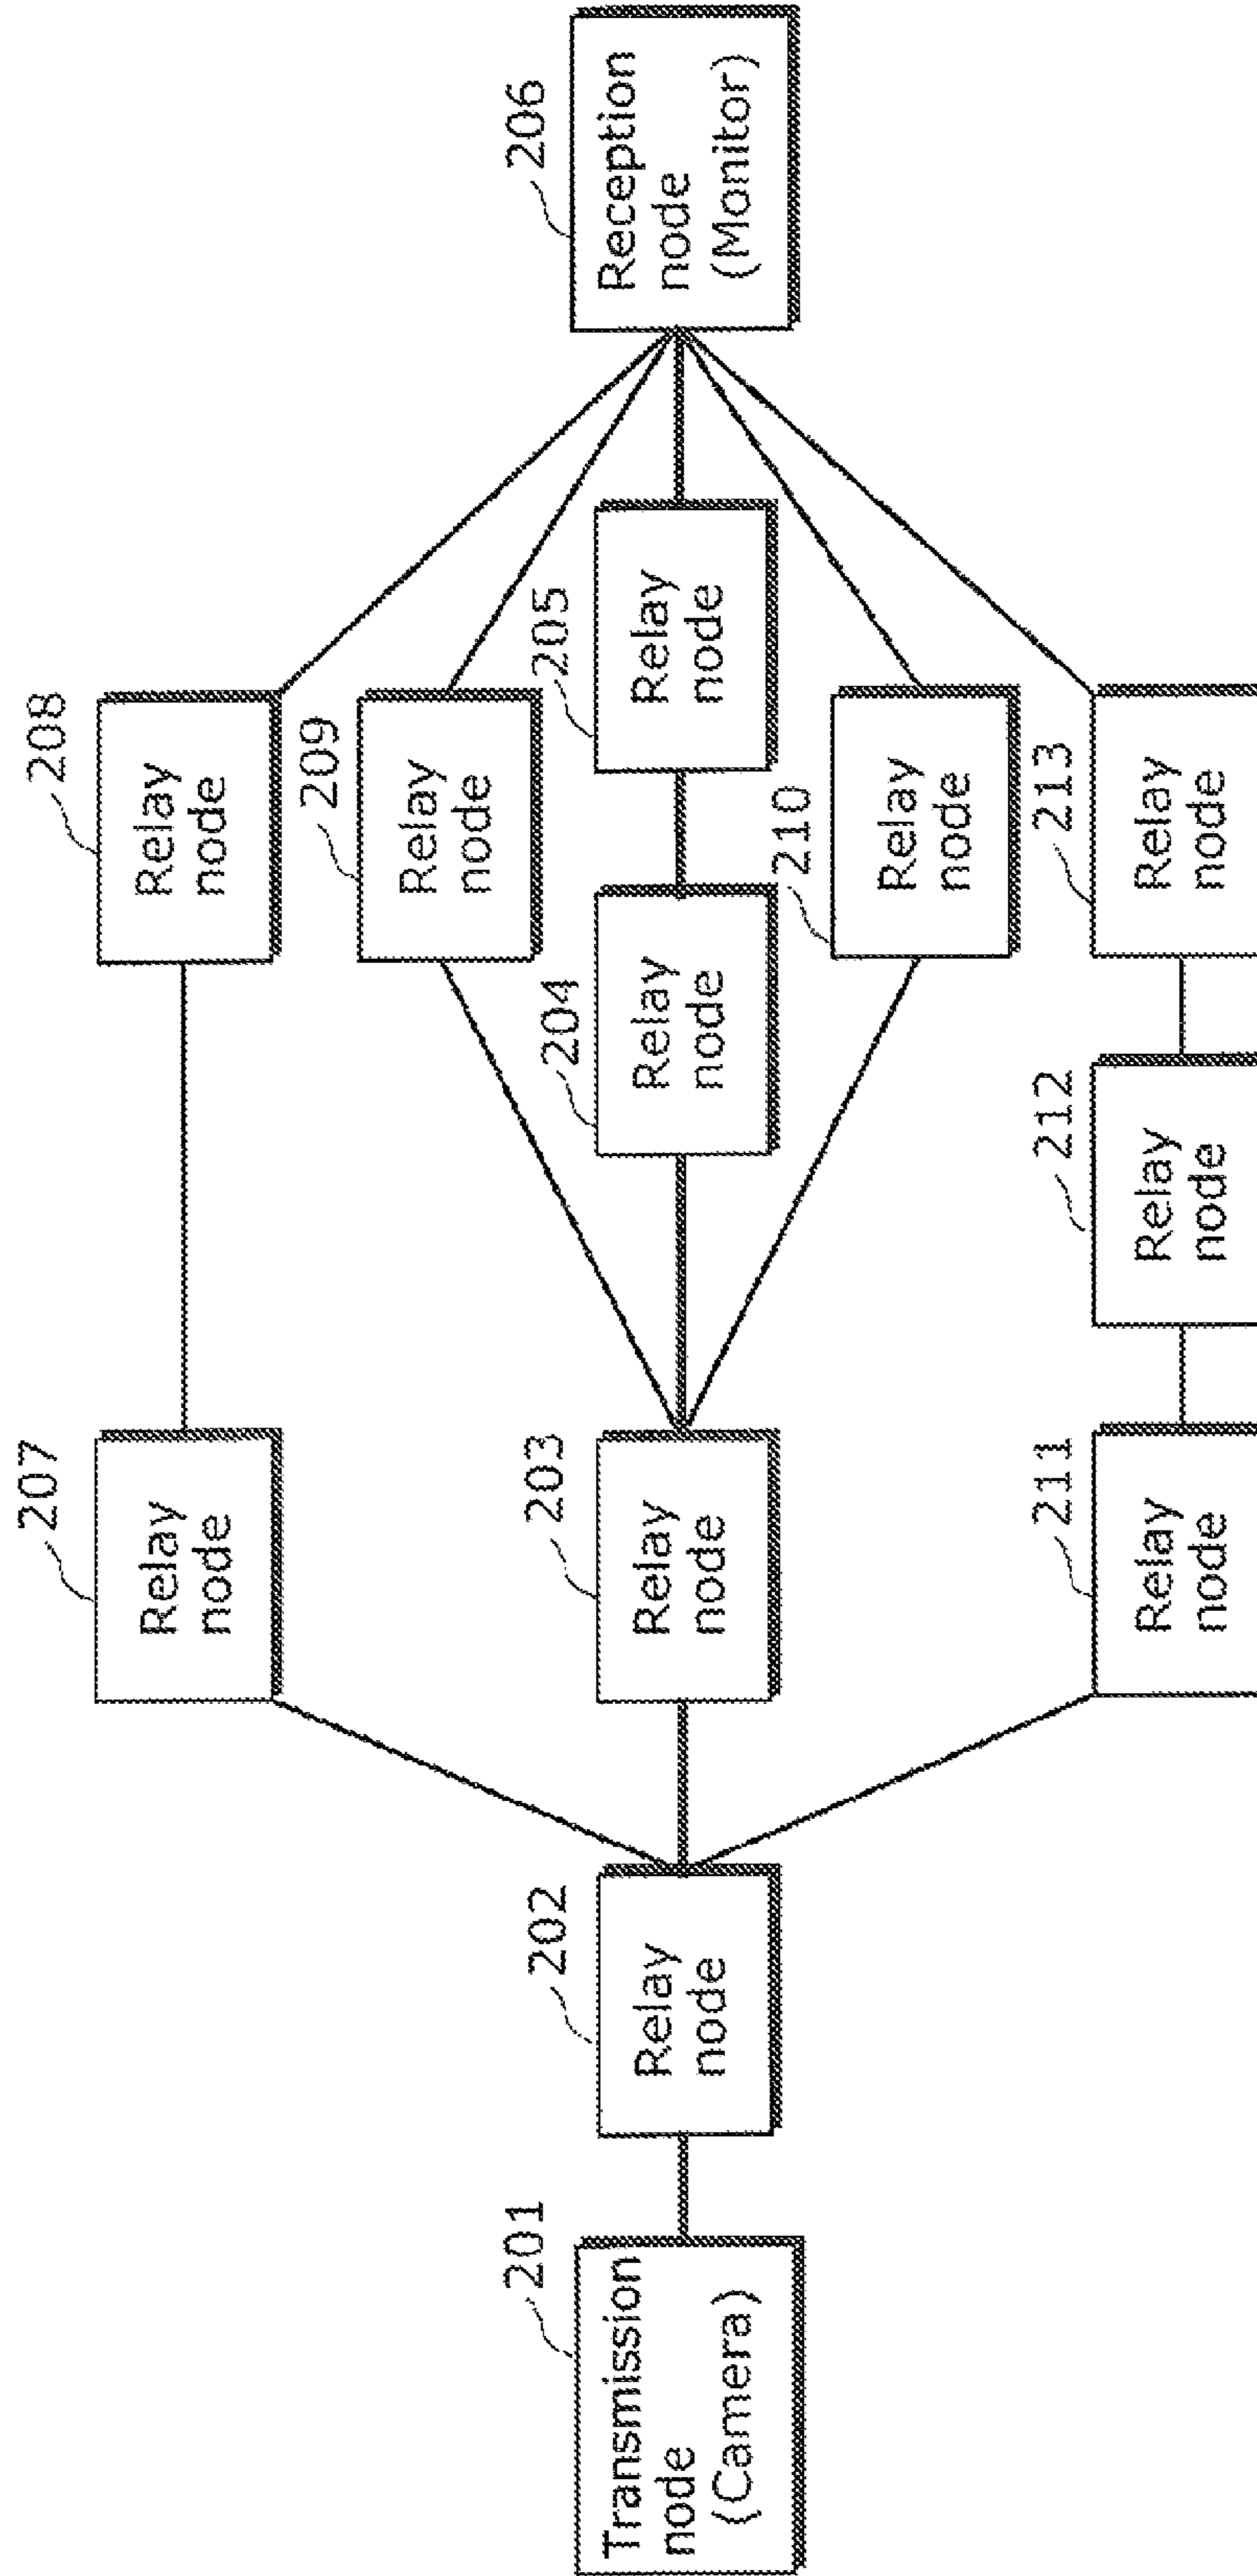 207
Relay
node
208
Relay
node
209
Relay
node
201
Transmission
node
(Camera)
202
Relay
node
203
Relay
node
204
Relay
node
205
Relay
node
206
Reception
node
(Monitor)
210
Relay
node
211
Relay
node
212
Relay
node
213
Relay
node